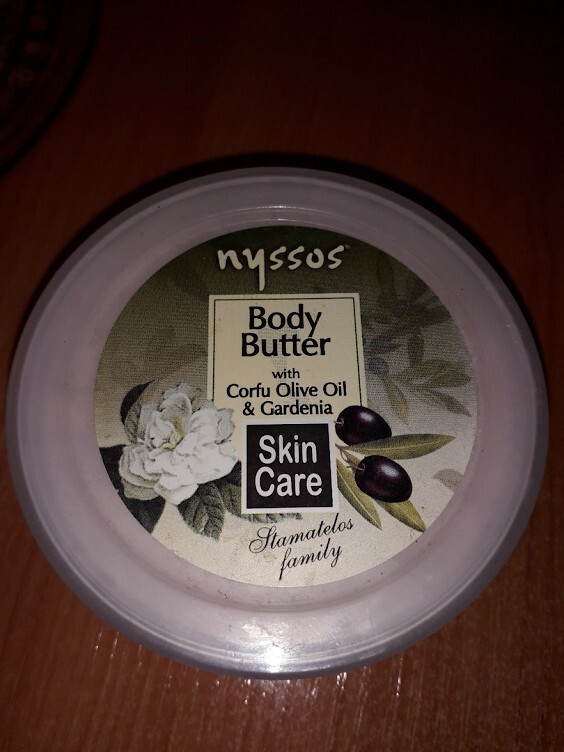 nyssos
Body
Butter
with
Corfu Olive Oil
& Gardenia
Skin
Care
Stamatelos
family